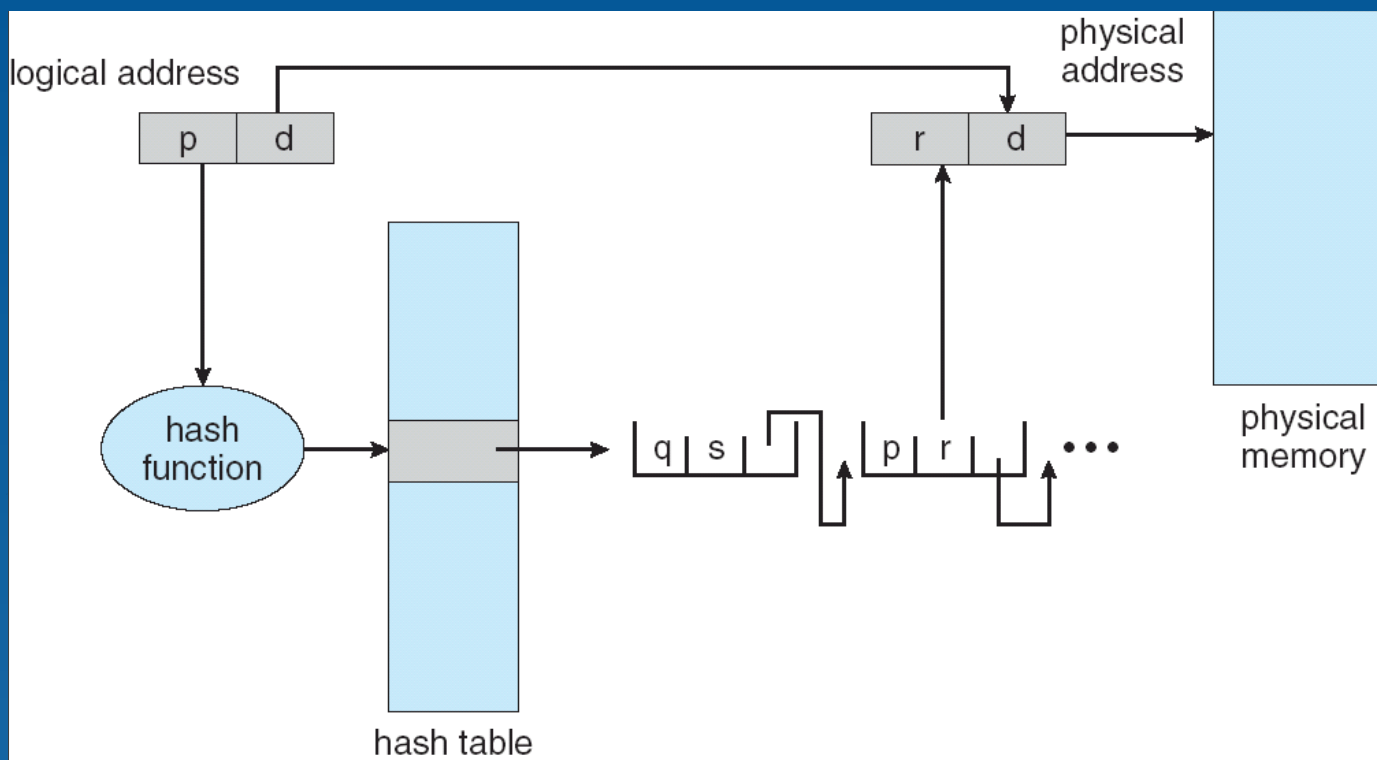 logical address
physical
address
p d
r d
hash
function
q s
p r
•••
physical
memory
hash table